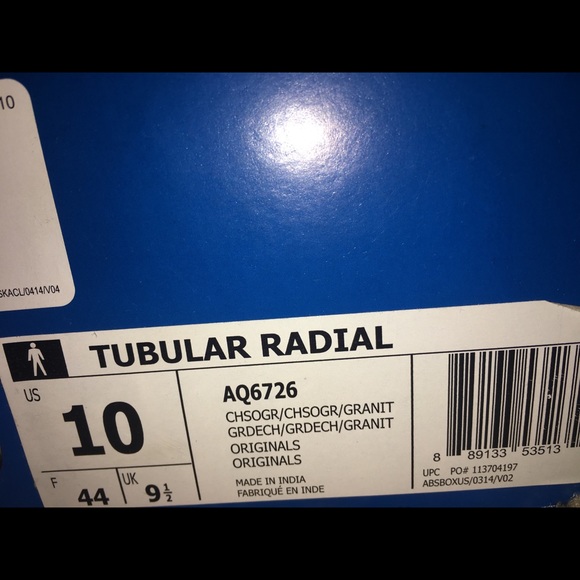 10
SKACL/0414/V04
TUBULAR RADIAL
US
10
F
44
UK
9½
AQ6726
CHSOGR/CHSOGR/GRANIT
GRDECH/GRDECH/GRANIT
ORIGINALS
ORIGINALS
MADE IN INDIA
FABRIQUÉ EN INDE
8 89133 53513
UPC PO# 113704197
ABSBOXUS/0314/V02